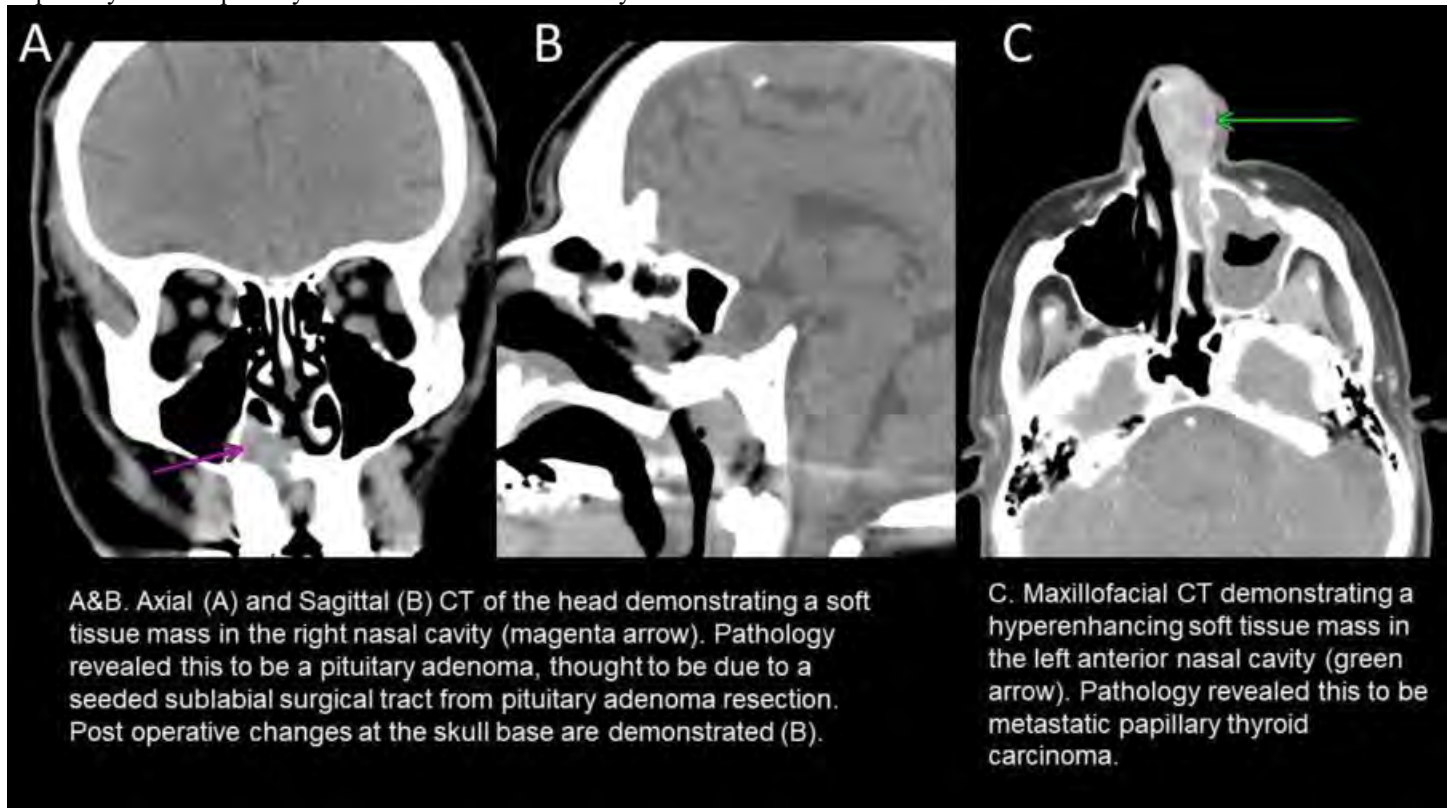 A
B
C
A&B. Axial (A) and Sagittal (B) CT of the head demonstrating a soft
tissue mass in the right nasal cavity (magenta arrow). Pathology
revealed this to be a pituitary adenoma, thought to be due to a
seeded sublabial surgical tract from pituitary adenoma resection.
Post operative changes at the skull base are demonstrated (B).
C. Maxillofacial CT demonstrating a
hyperenhancing soft tissue mass in
the left anterior nasal cavity (green
arrow). Pathology revealed this to be
metastatic papillary thyroid
carcinoma.